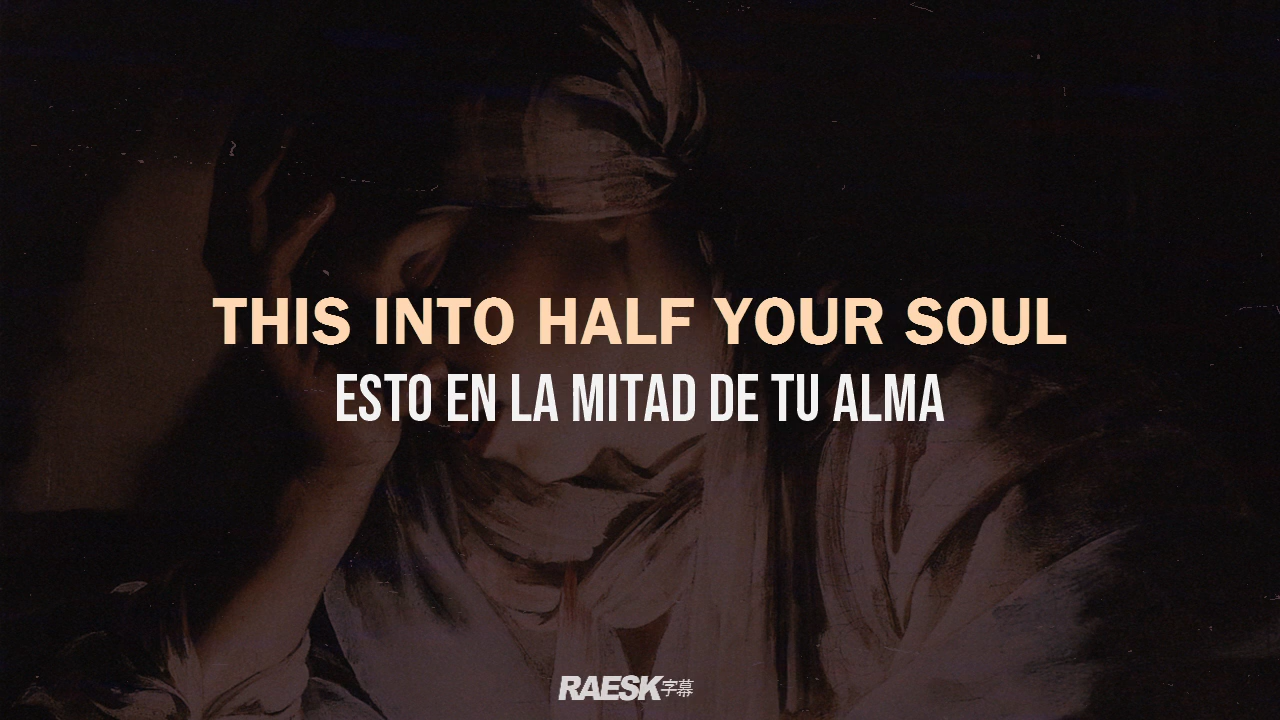 THIS INTO HALF YOUR SOUL
ESTO EN LA MITAD DE TU ALMA
RAESK字幕